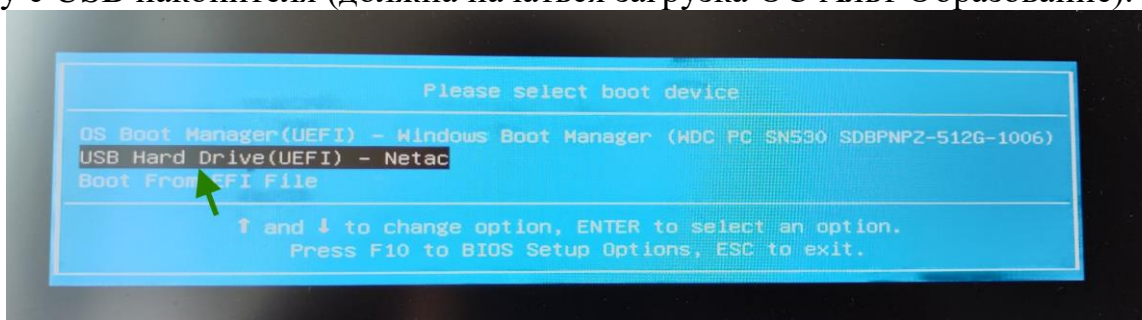 у с USB-накопителя (должна начаться загрузка ОС Альт Образование).
Please select boot device
OS Boot Manager(UEFI) - Windows Boot Manager (WDC PC SN530 SDBPNPZ-512G-1006)
USB Hard Drive(UEFI) - Netac
Boot From EFI File
↑ and ↓ to change option, ENTER to select an option.
Press F10 to BIOS Setup Options, ESC to exit.